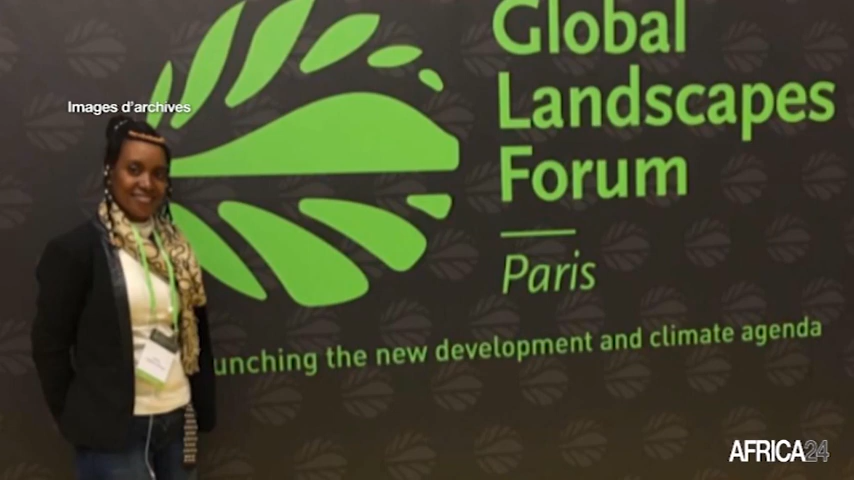 Global
Landscapes
Forum
Images d'archives
Paris
unching the new development and climate agenda
AFRICA24